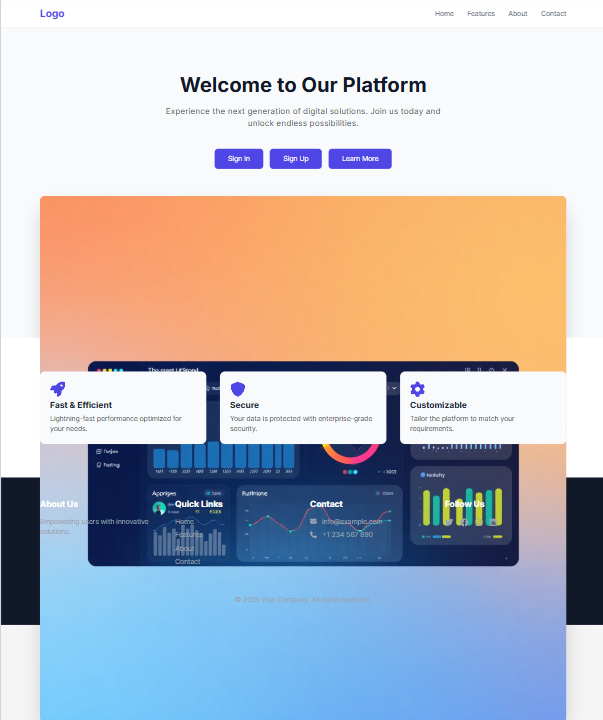 Logo
Home Features About Contact
Welcome to Our Platform
Experience the next generation of digital solutions. Join us today and
unlock endless possibilities.
Sign In Sign Up Learn More
Fast & Efficient
Lightning-fast performance optimized for
your needs.
Secure
Your data is protected with enterprise-grade
security.
Customizable
Tailor the platform to match your
requirements.
About Us
Empowering users with innovative
solutions.
Quick Links
Home
Features
About
Contact
Contact
info@example.com
+1 234 567 890
Follow Us
© 2025 Your Company. All rights reserved.